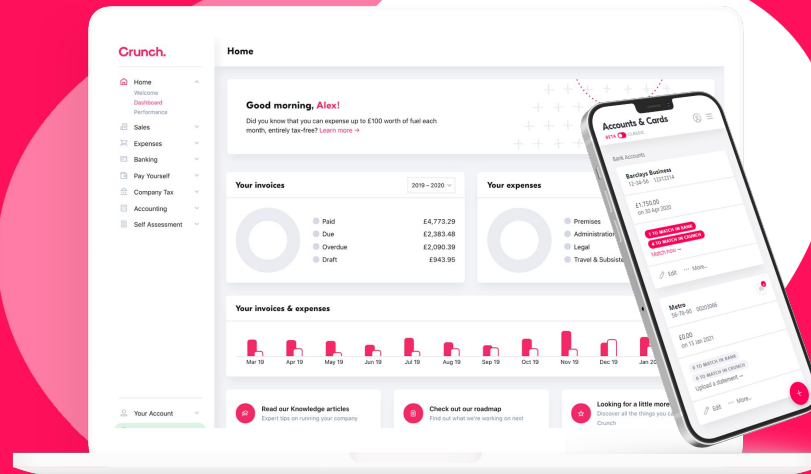 Crunch.
Home
Home
Welcome
Dashboard
Performance
Sales
Expenses
Banking
Pay Yourself
Company Tax
Accounting
Self Assessment
Your Account
Good morning, Alex!
Did you know that you can expense up to £100 worth of fuel each
month, entirely tax-free? Learn more →
Your invoices
2019 – 2020
Paid £4,773.29
Due £2,383.48
Overdue £2,090.39
Draft £943.95
Your expenses
Premises
Administration
Legal
Travel & Subsiste
Your invoices & expenses
Mar 19 Apr 19 May 19 Jun 19 Jul 19 Aug 19 Sep 19 Oct 19 Nov 19 Dec 19 Jan 20
Read our Knowledge articles
Expert tips on running your company
Check out our roadmap
Find out what we're working on next
Looking for a little more
Discover all the things you ca
Crunch
Accounts & Cards
BETA CLASSIC
Bank Accounts
Barclays Business
12-34-56 · 12312314
£1,750.00
on 30 Apr 2020
1 TO MATCH IN BANK
8 TO MATCH IN CRUNCH
Match now →
Edit ··· More...
Metro
56-78-90
£0.00
on 13 Jan 2021
0 TO MATCH IN BANK
6 TO MATCH IN CRUNCH
Upload a statement →
Edit ··· More...